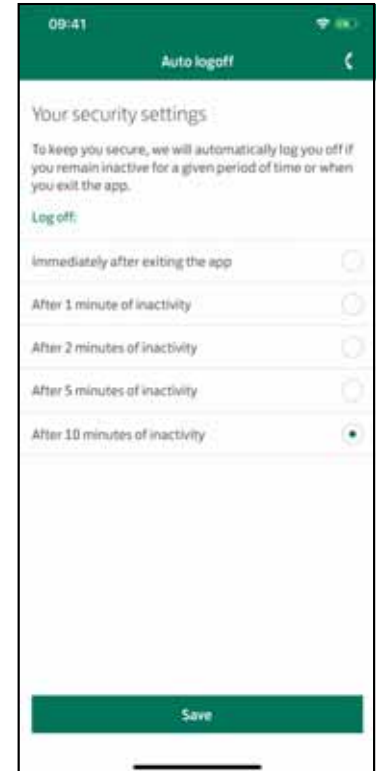 09:41
Auto logoff
Your security settings
To keep you secure, we will automatically log you off if
you remain inactive for a given period of time or when
you exit the app.
Log off:
Immediately after exiting the app
After 1 minute of inactivity
After 2 minutes of inactivity
After 5 minutes of inactivity
After 10 minutes of inactivity
Save